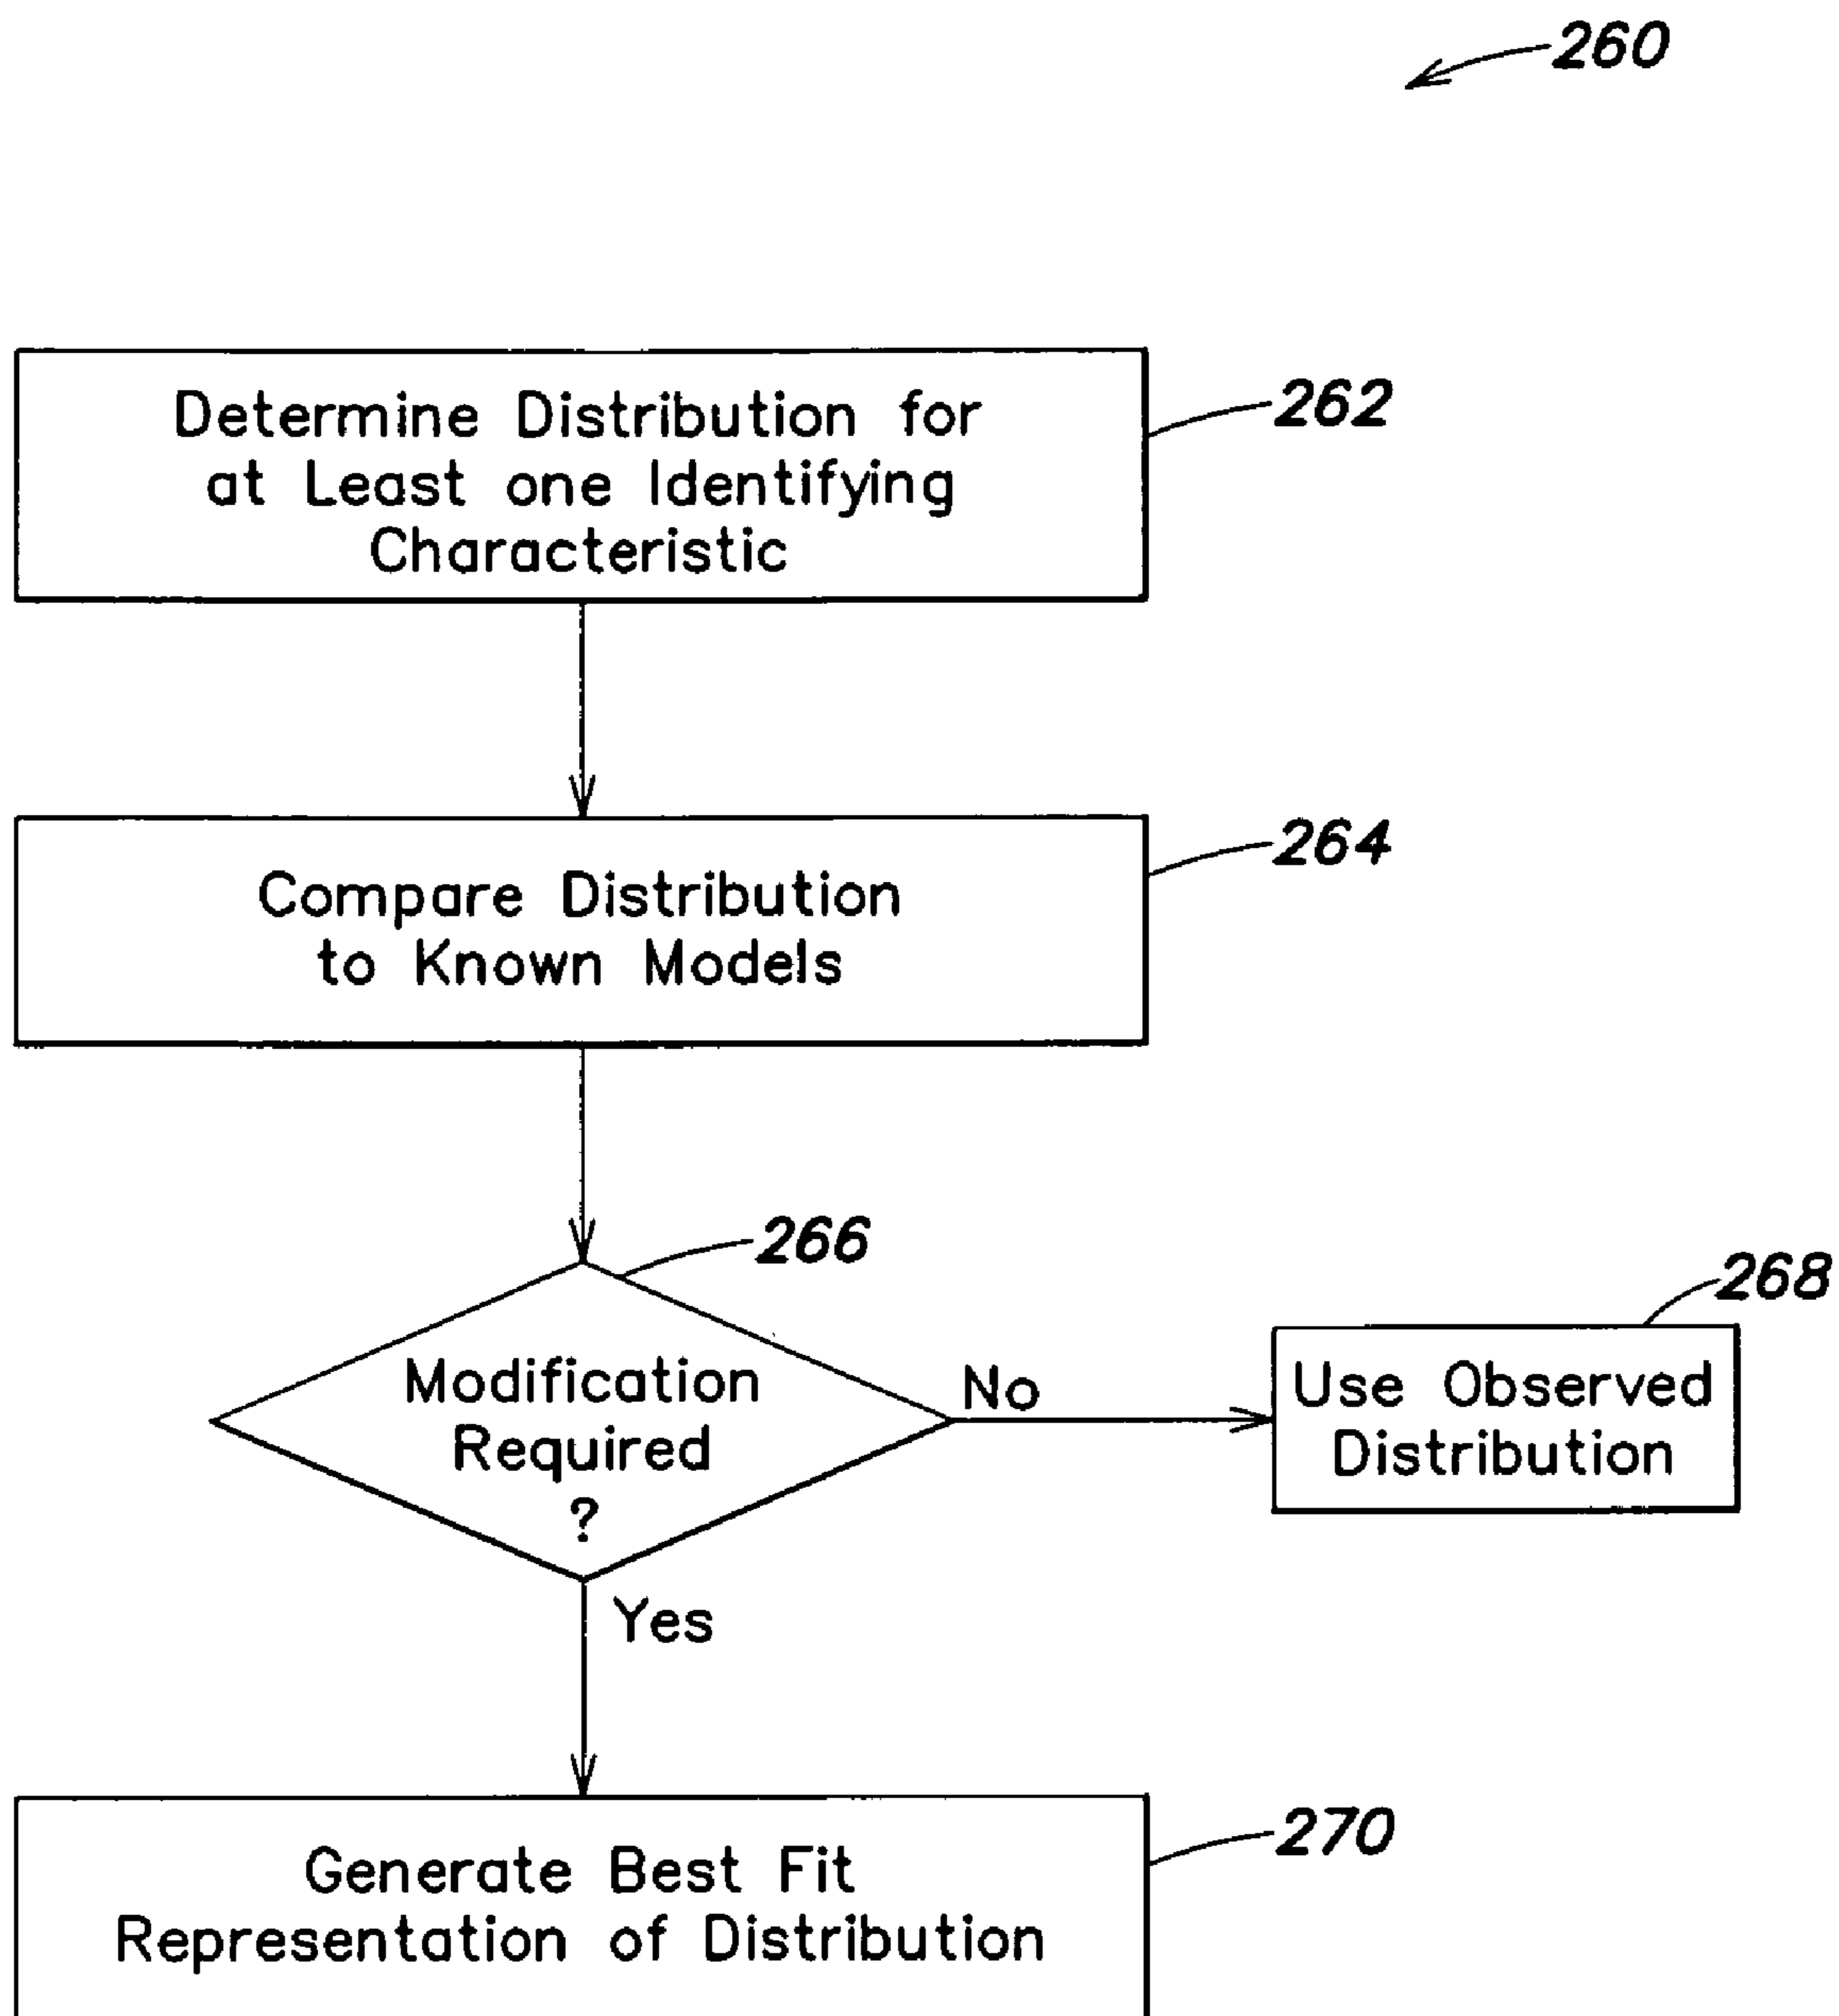 260
Determine Distribution for
at Least one Identifying
Characteristic
262
Compare Distribution
to Known Models
264
266
Modification
Required
?
No
268
Use Observed
Distribution
Yes
Generate Best Fit
Representation of Distribution
270